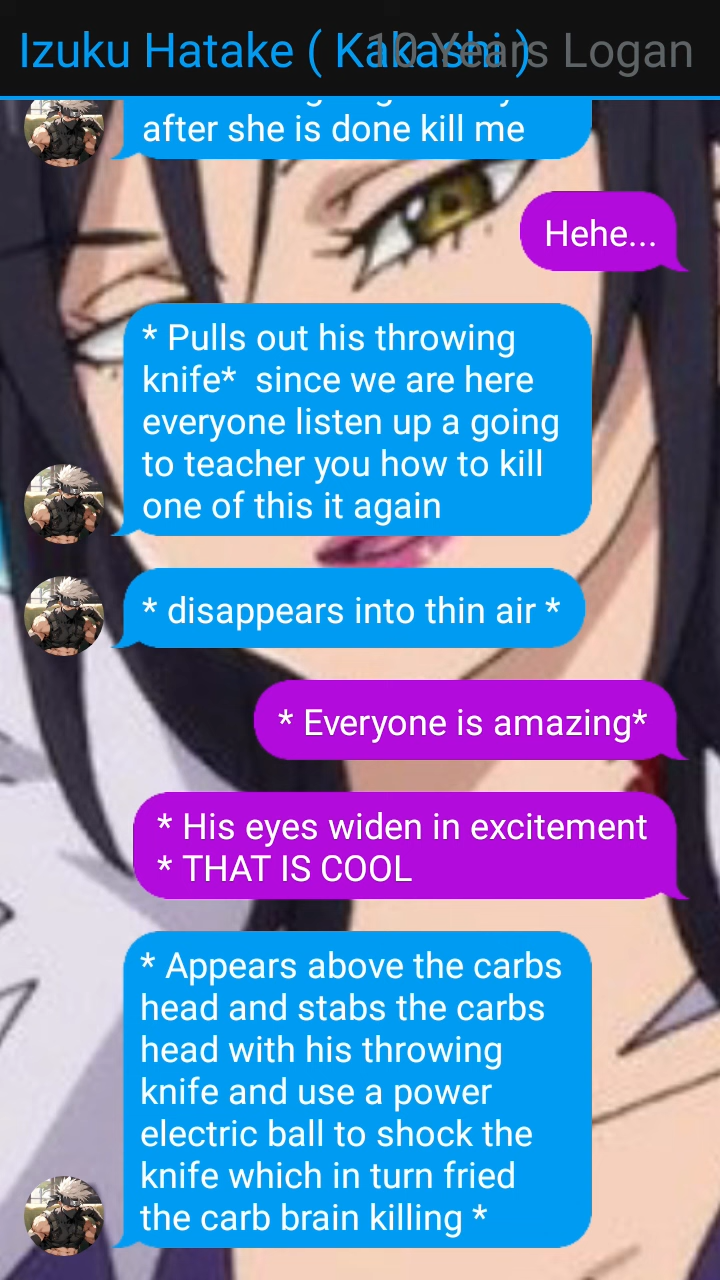 Izuku Hatake ( Kakashi )
10 Years Logan
after she is done kill me
Hehe...
* Pulls out his throwing
knife*  since we are here
everyone listen up a going
to teacher you how to kill
one of this it again
* disappears into thin air *
* Everyone is amazing*
* His eyes widen in excitement
* THAT IS COOL
* Appears above the carbs
head and stabs the carbs
head with his throwing
knife and use a power
electric ball to shock the
knife which in turn fried
the carb brain killing *